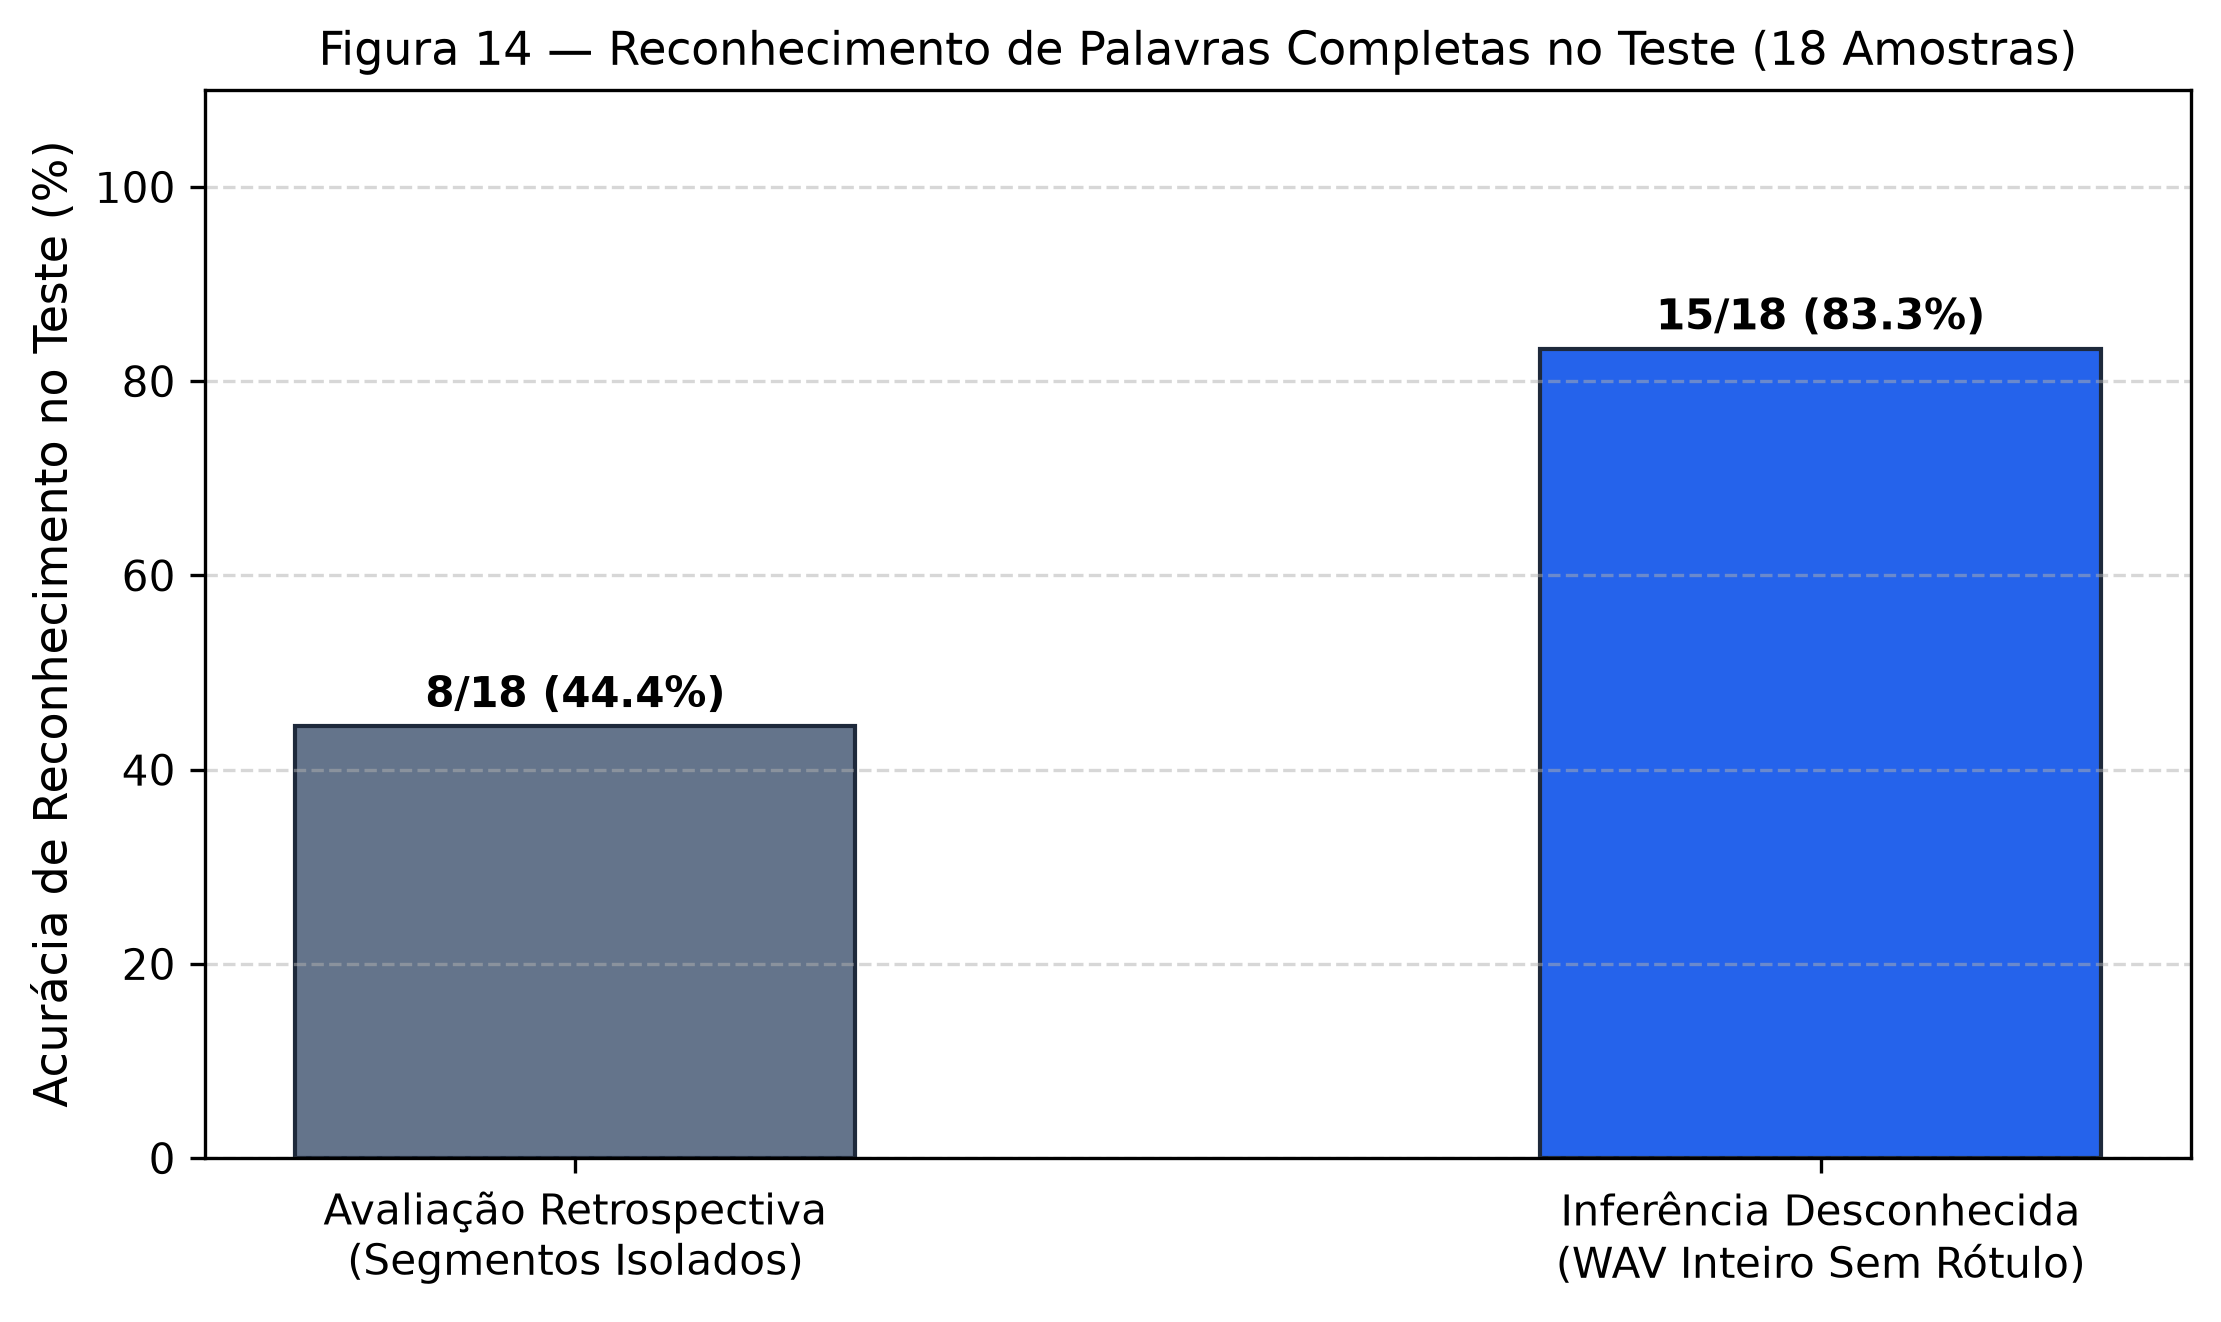 Figura 14 — Reconhecimento de Palavras Completas no Teste (18 Amostras)
Acurácia de Reconhecimento no Teste (%)
100
80
60
40
20
0
8/18 (44.4%)
15/18 (83.3%)
Avaliação Retrospectiva
(Segmentos Isolados)
Inferência Desconhecida
(WAV Inteiro Sem Rótulo)